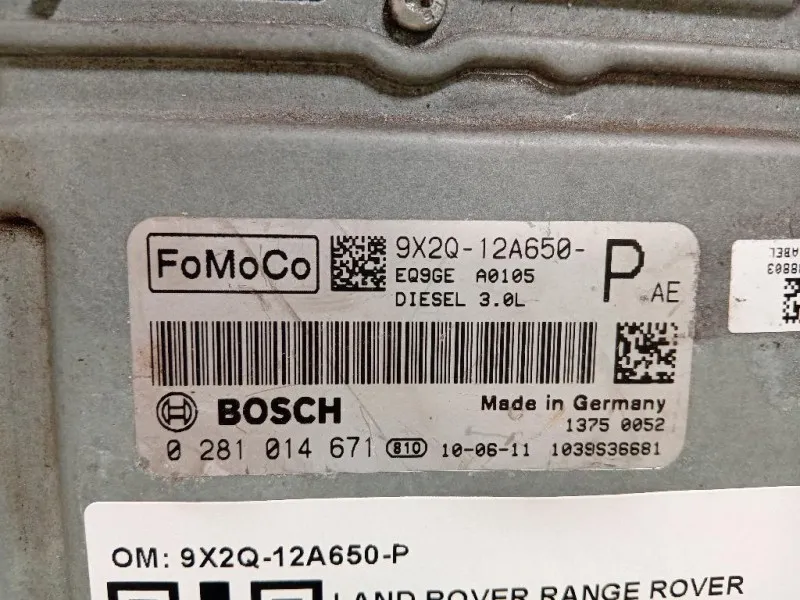 FoMoCo
9X2Q-12A650-
EQ9GE A0105
DIESEL 3.0L
P AE
BOSCH
Made in Germany
1375 0052
0 281 014 671 810 10-06-11 1039S36681
OM: 9X2Q-12A650-P
LAND ROVER RANGE ROVER